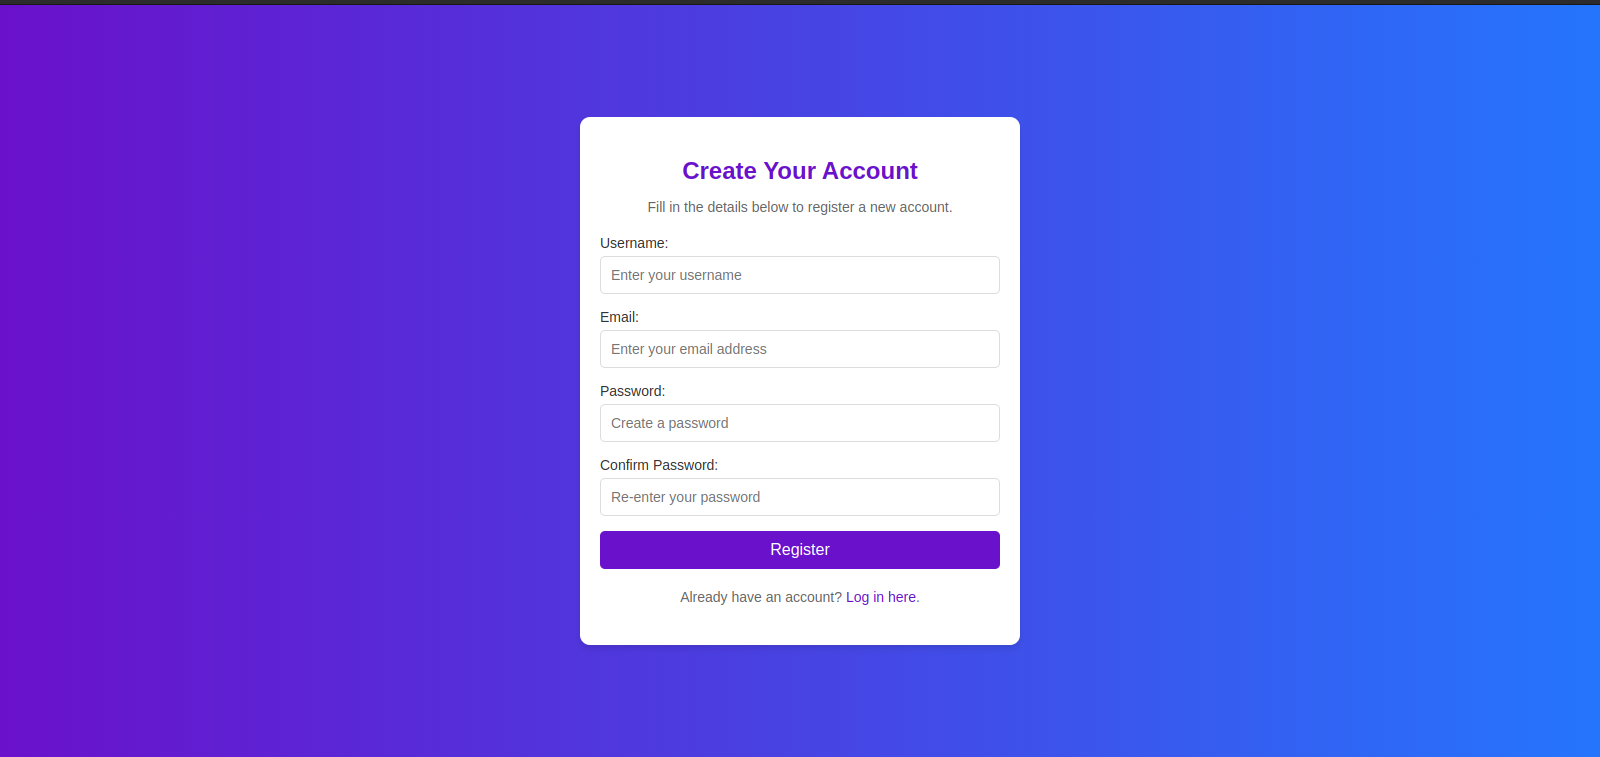 Create Your Account
Fill in the details below to register a new account.
Username:
Enter your username
Email:
Enter your email address
Password:
Create a password
Confirm Password:
Re-enter your password
Register
Already have an account? Log in here.